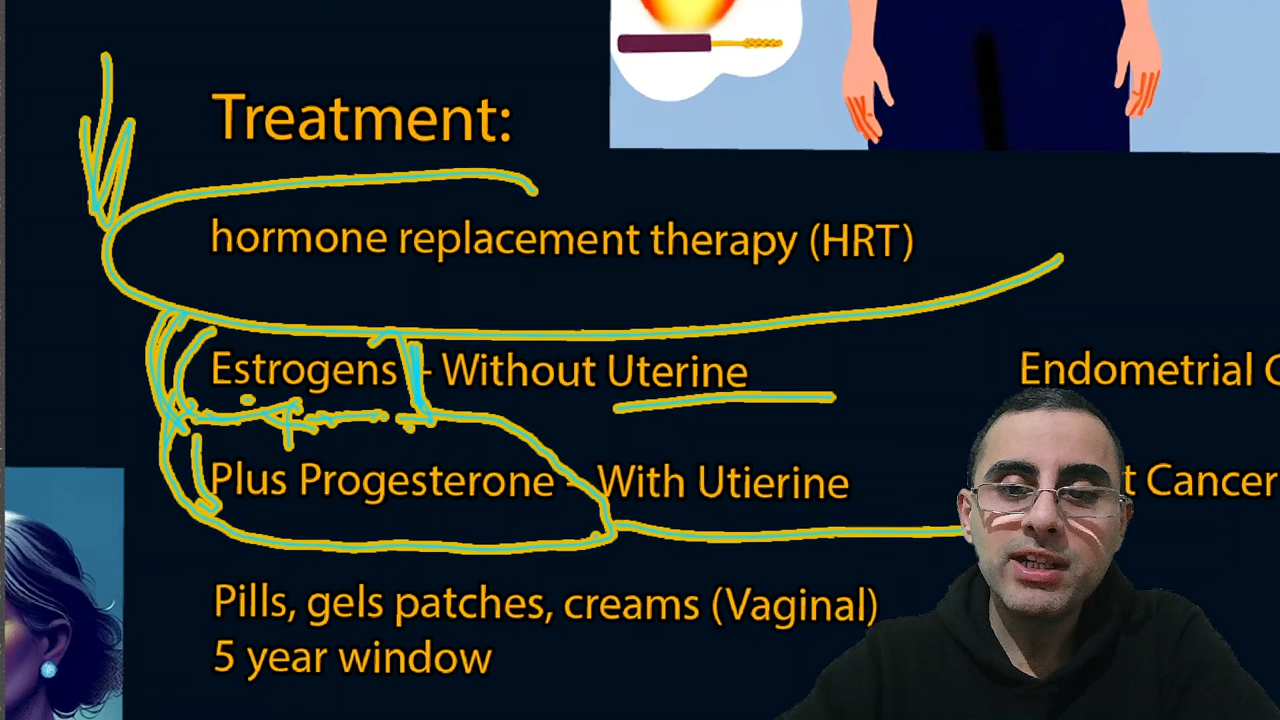 Treatment:
hormone replacement therapy (HRT)
Estrogens - Without Uterine
Endometrial
Plus Progesterone - With Utierine
Cancer
Pills, gels patches, creams (Vaginal)
5 year window